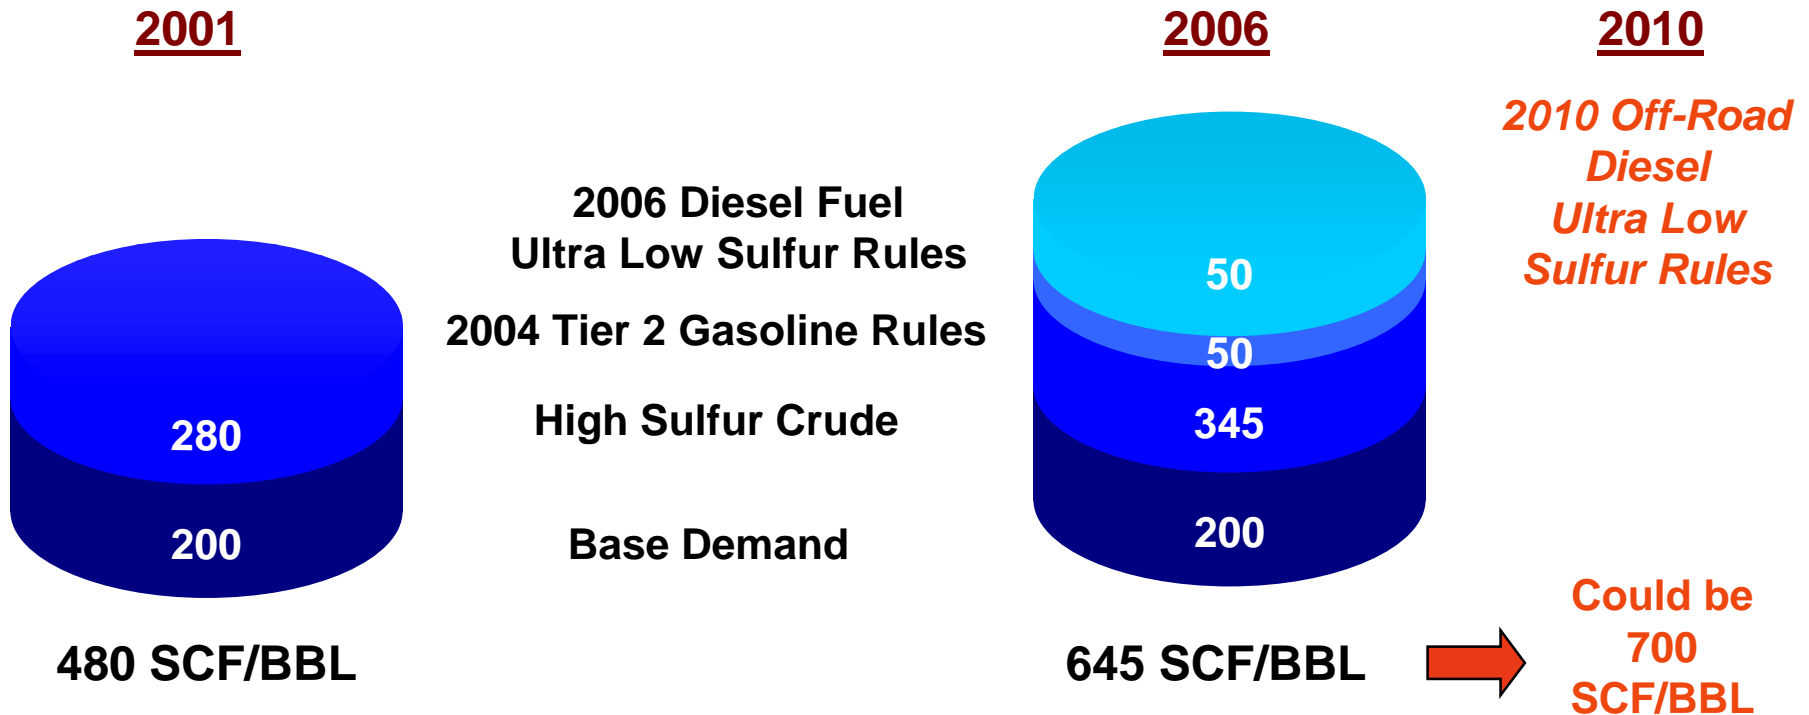 2001
2006
2010
280
200
480 SCF/BBL
2006 Diesel Fuel
Ultra Low Sulfur Rules
2004 Tier 2 Gasoline Rules
High Sulfur Crude
Base Demand
50
50
345
200
645 SCF/BBL
2010 Off-Road
Diesel
Ultra Low
Sulfur Rules
Could be
700
SCF/BBL